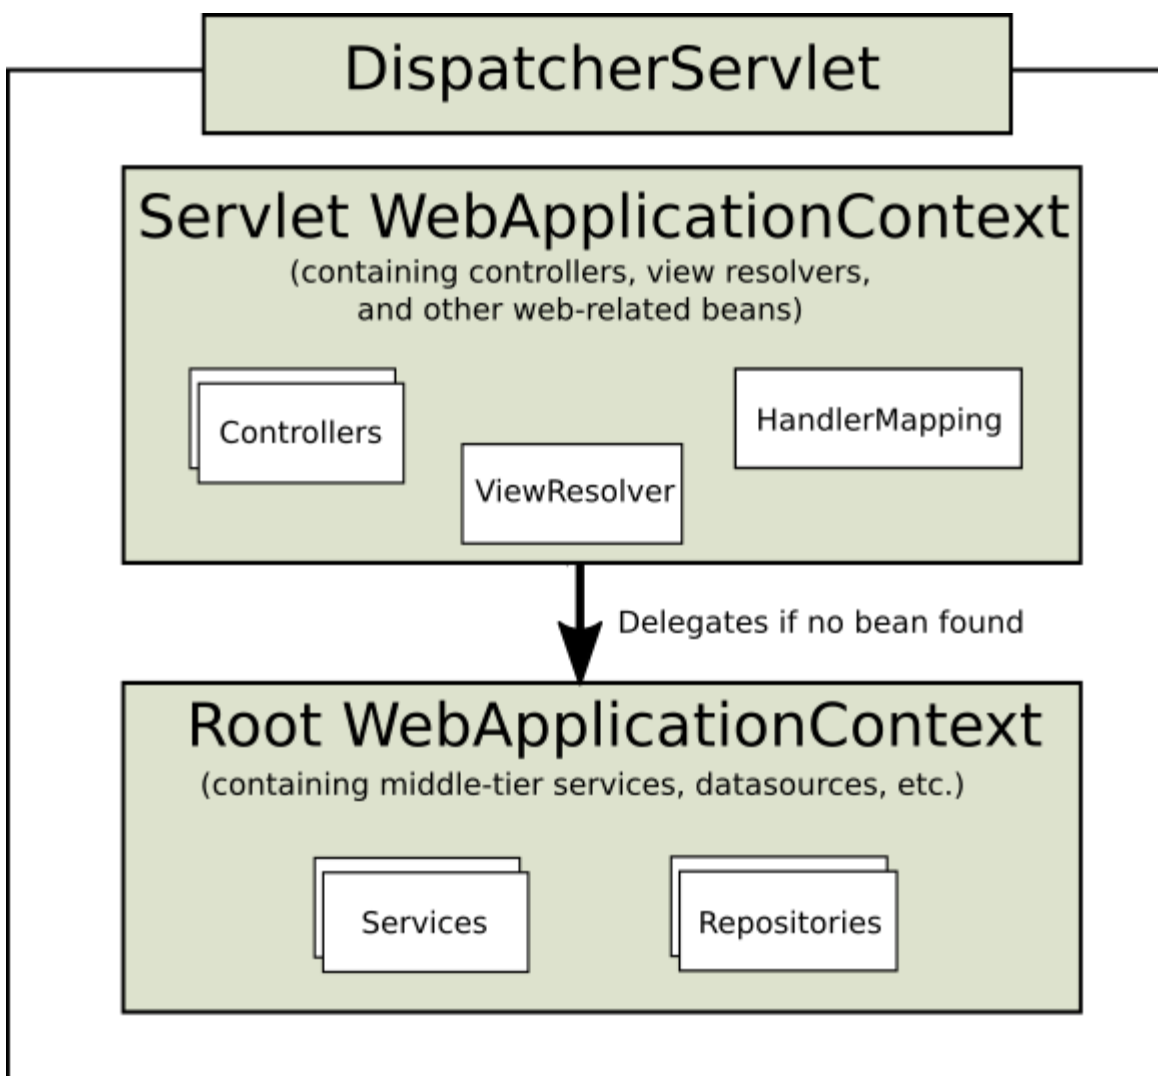 DispatcherServlet
Servlet WebApplicationContext
(containing controllers, view resolvers,
and other web-related beans)
Controllers
HandlerMapping
ViewResolver
Delegates if no bean found
Root WebApplicationContext
(containing middle-tier services, datasources, etc.)
Services
Repositories